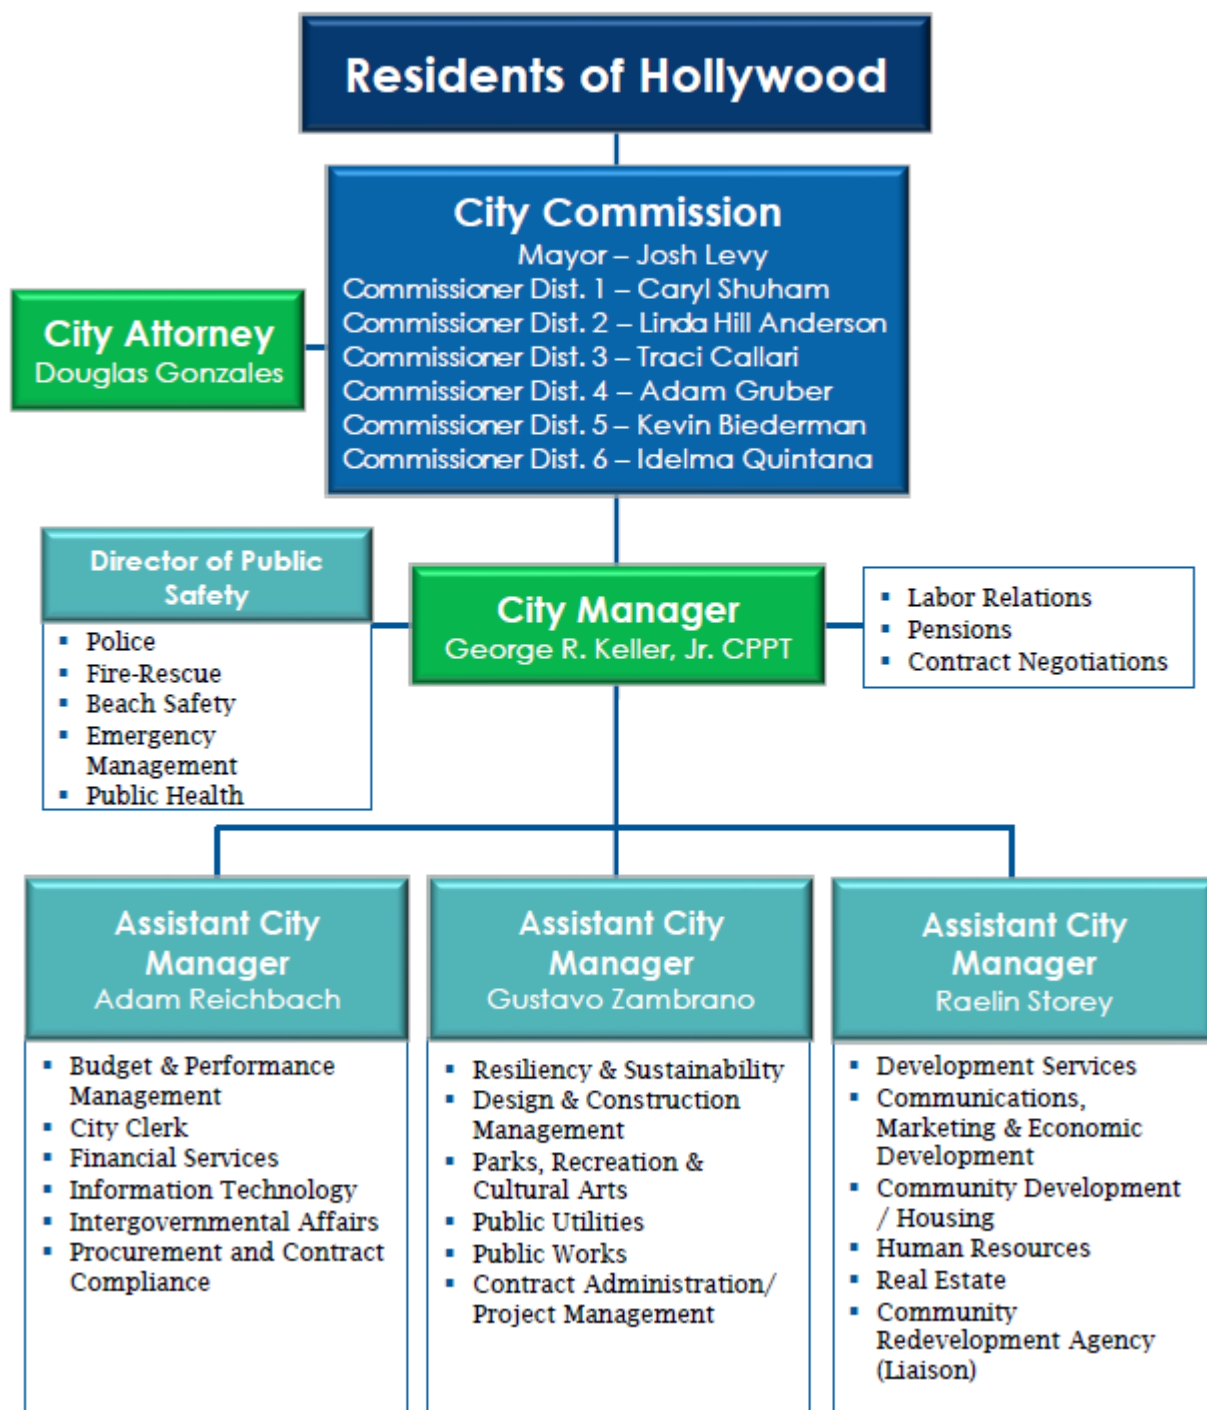 Residents of Hollywood
City Commission
Mayor – Josh Levy
Commissioner Dist. 1 – Caryl Shuham
Commissioner Dist. 2 – Linda Hill Anderson
Commissioner Dist. 3 – Traci Callari
Commissioner Dist. 4 – Adam Gruber
Commissioner Dist. 5 – Kevin Biederman
Commissioner Dist. 6 – Idelma Quintana
City Attorney
Douglas Gonzales
Director of Public
Safety
▪ Police
▪ Fire-Rescue
▪ Beach Safety
▪ Emergency
Management
▪ Public Health
City Manager
George R. Keller, Jr. CPPT
▪ Labor Relations
▪ Pensions
▪ Contract Negotiations
Assistant City
Manager
Adam Reichbach
▪ Budget & Performance
Management
▪ City Clerk
▪ Financial Services
▪ Information Technology
▪ Intergovernmental Affairs
▪ Procurement and Contract
Compliance
Assistant City
Manager
Gustavo Zambrano
▪ Resiliency & Sustainability
▪ Design & Construction
Management
▪ Parks, Recreation &
Cultural Arts
▪ Public Utilities
▪ Public Works
▪ Contract Administration/
Project Management
Assistant City
Manager
Raelin Storey
▪ Development Services
▪ Communications,
Marketing & Economic
Development
▪ Community Development
/ Housing
▪ Human Resources
▪ Real Estate
▪ Community
Redevelopment Agency
(Liaison)